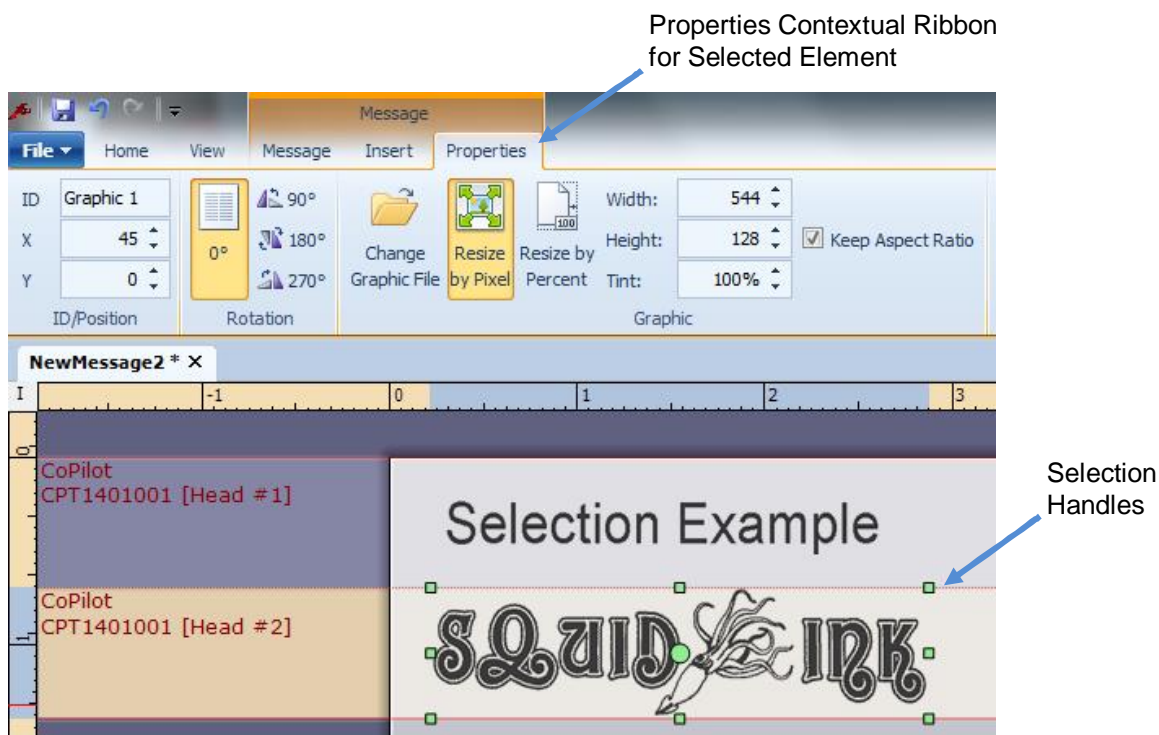 Properties Contextual Ribbon
for Selected Element
Message
File Home View Message Insert Properties
ID Graphic 1
X 45
Y 0
ID/Position
0°
90°
180°
270°
Rotation
Change
Graphic File
Resize
by Pixel
Resize by
Percent
100
Width: 544
Height: 128
Tint: 100%
Keep Aspect Ratio
Graphic
NewMessage2 * X
I -1 0 1 2 3
0
CoPilot
CPT1401001 [Head #1]
Selection Example
Selection
Handles
CoPilot
CPT1401001 [Head #2]
1
SQUID INK